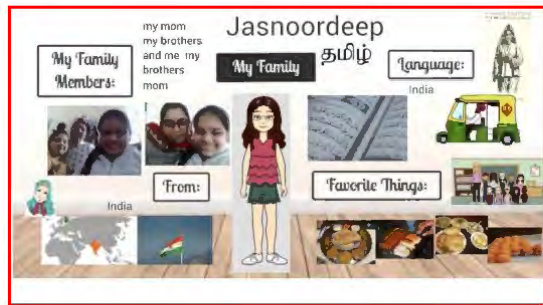 Jasnoordeep
my mom
my brothers
and me my
brothers
mom
My Family
Members:
My Family
தமிழ்
Language:
India
From:
India
Favorite Things: